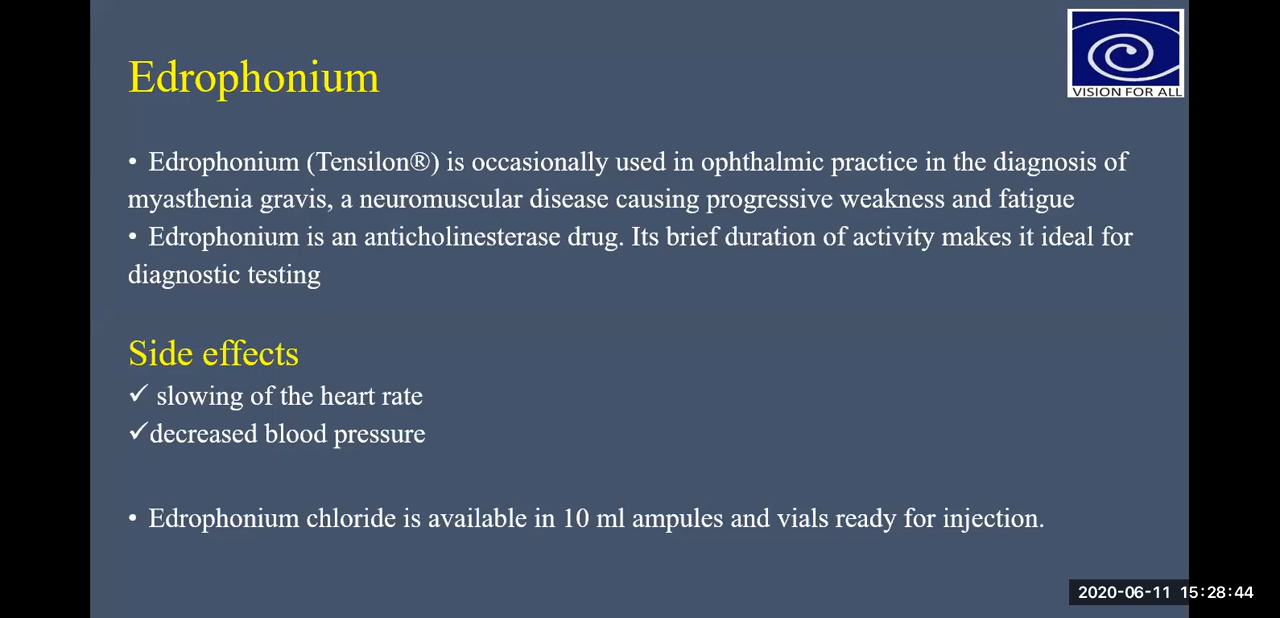 VISION FOR ALL
Edrophonium
• Edrophonium (Tensilon®) is occasionally used in ophthalmic practice in the diagnosis of
myasthenia gravis, a neuromuscular disease causing progressive weakness and fatigue
• Edrophonium is an anticholinesterase drug. Its brief duration of activity makes it ideal for
diagnostic testing
Side effects
✓ slowing of the heart rate
✓decreased blood pressure
• Edrophonium chloride is available in 10 ml ampules and vials ready for injection.
2020-06-11 15:28:44